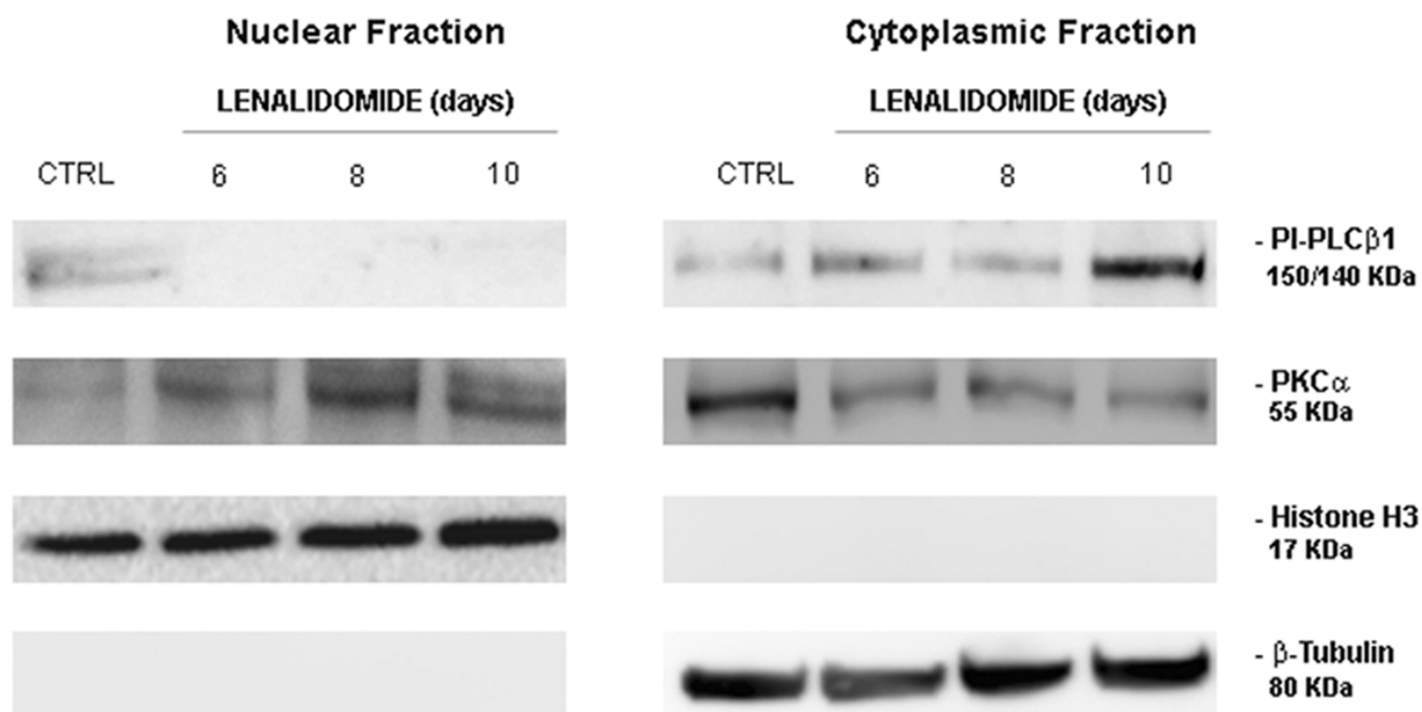 Nuclear Fraction
Cytoplasmic Fraction
LENALIDOMIDE (days)
LENALIDOMIDE (days)
CTRL 6 8 10
CTRL 6 8 10
- PI-PLCβ1
150/140 KDa
- PKCα
55 KDa
- Histone H3
17 KDa
- β-Tubulin
80 KDa